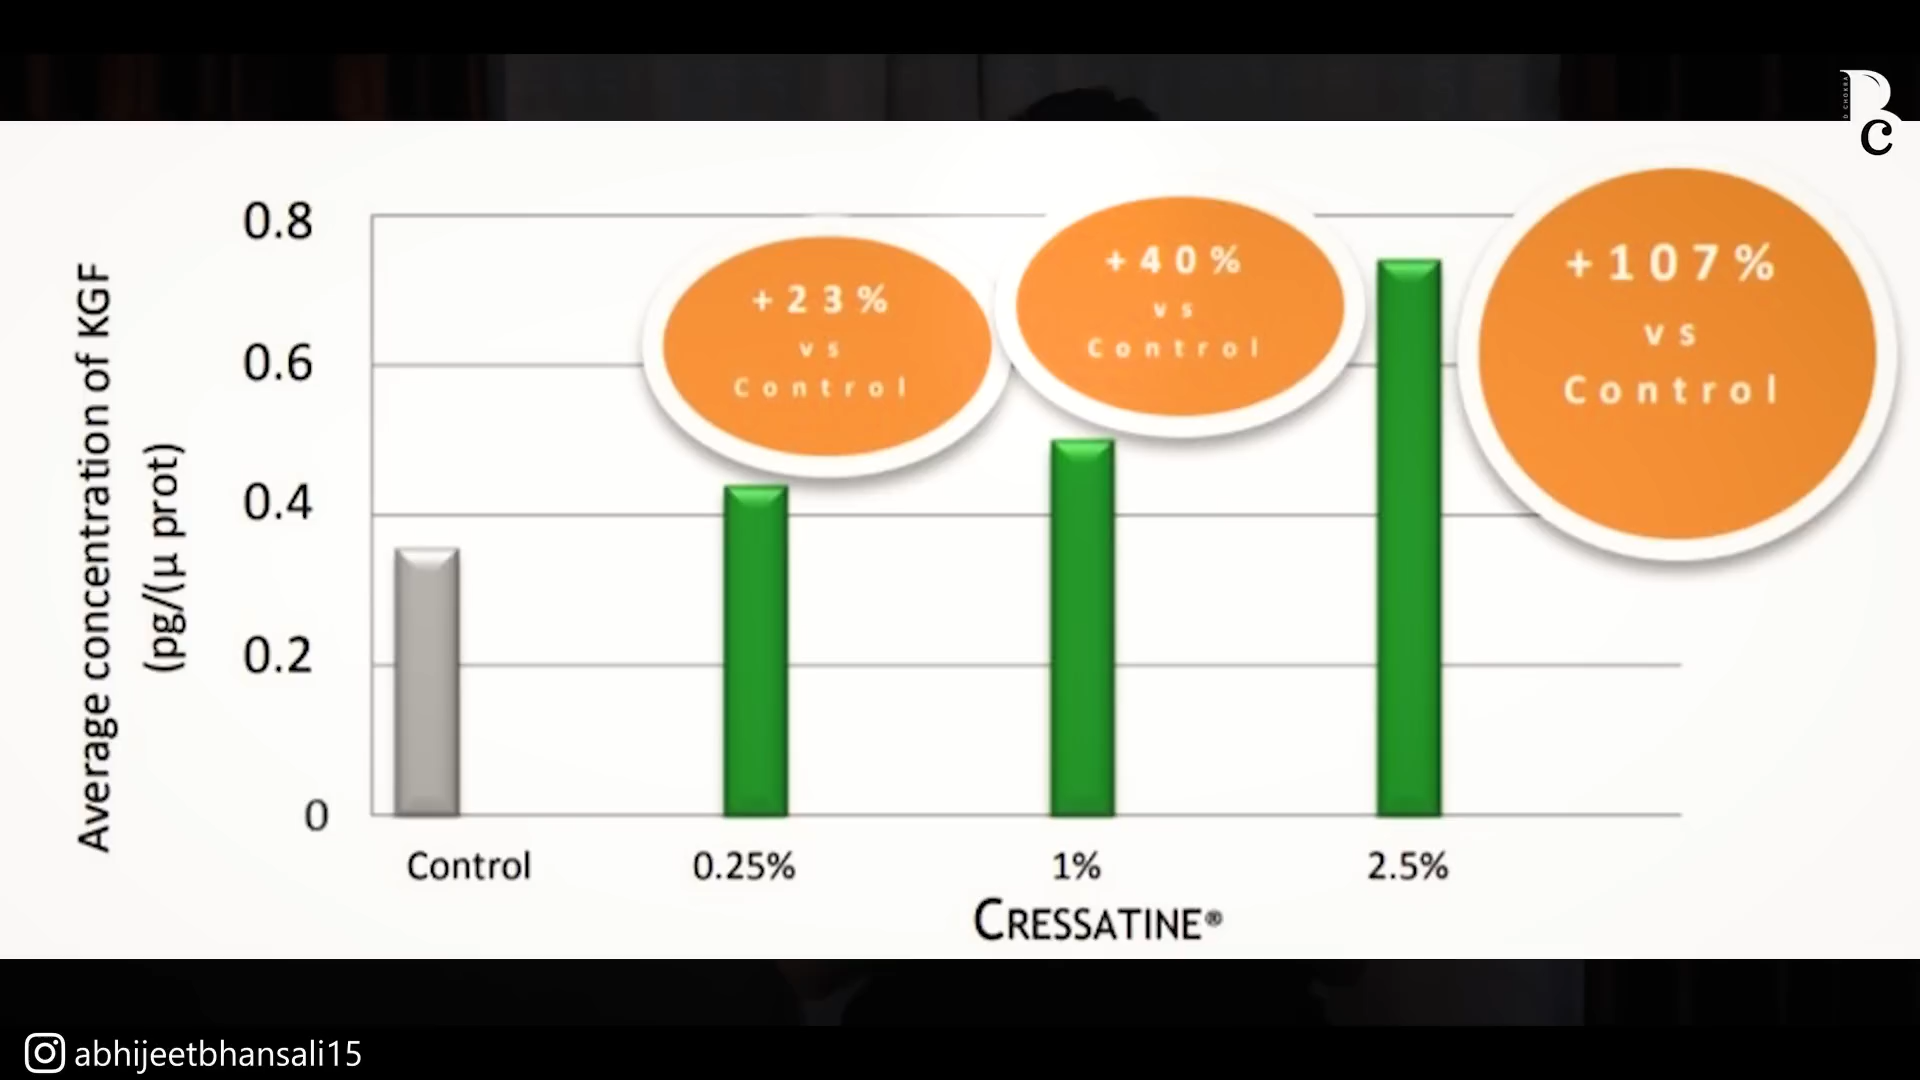 C
Average concentration of KGF
(pg/(µ prot)
0.8
0.6
0.4
0.2
0
+23%
vs
Control
+40%
vs
Control
+107%
vs
Control
Control
0.25%
1%
2.5%
CRESSATINE®
abhijeetbhansali15